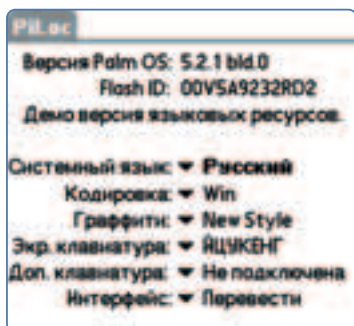 PiLoc
Версия Palm OS: 5.2.1 bld.0
Flash ID: 00V5A9232RD2
Демо версия языковых ресурсов.
Системный язык: Русский
Кодировка: Win
Граффити: New Style
Экр. клавиатура: ЙЦУКЕНГ
Доп. клавиатура: Не подключена
Интерфейс: Перевести